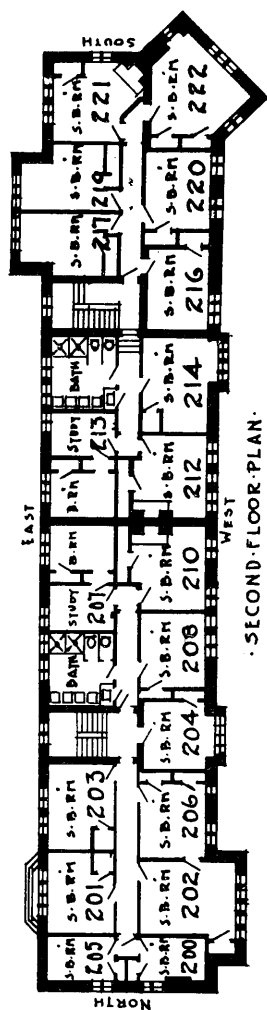 SOUTH
S.B.RM
221
S.B.RM
222
S.B.RM
219
S.B.RM
217
S.B.RM
220
S.B.RM
216
BATH
S.B.RM
214
STUDY
213
B.RM
S.B.RM
212
EAST
WEST
B.RM
STUDY
207
S.B.RM
210
BATH
S.B.RM
208
S.B.RM
204
S.B.RM
203
S.B.RM
206
S.B.RM
201
S.B.RM
202
S.B.RM
205
S.B.RM
200
NORTH
·SECOND·FLOOR·PLAN·